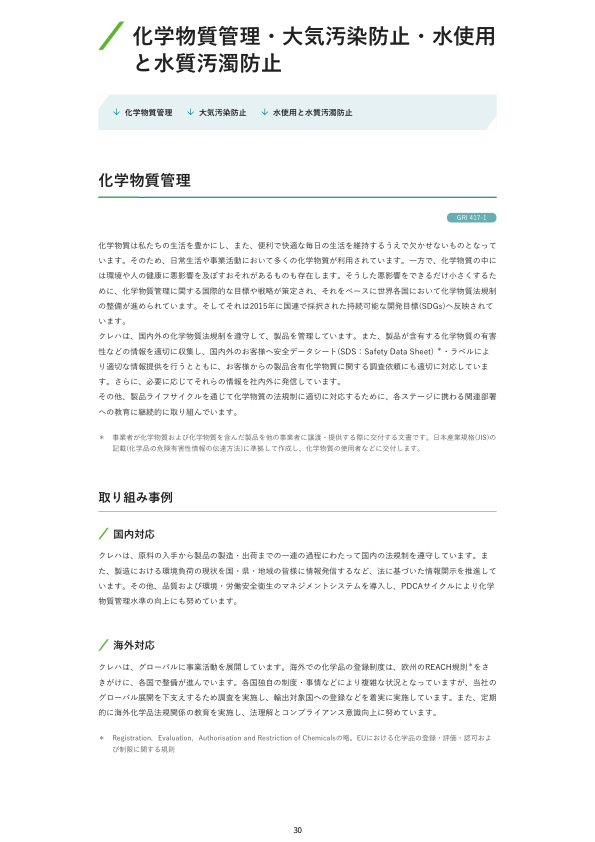 化学物質管理・大気汚染防止・水使用
と水質汚濁防止
↓ 化学物質管理 ↓ 大気汚染防止 ↓ 水使用と水質汚濁防止
化学物質管理
GRI 417-1
化学物質は私たちの生活を豊かにし、また、便利で快適な毎日の生活を維持するうえで欠かせないものとなって
います。そのため、日常生活や事業活動において多くの化学物質が利用されています。一方で、化学物質の中に
は環境や人の健康に悪影響を及ぼすおそれがあるものも存在します。そうした悪影響をできるだけ小さくするた
めに、化学物質管理に関する国際的な目標や戦略が策定され、それをベースに世界各国において化学物質法規制
の整備が進められています。そしてそれは2015年に国連で採択された持続可能な開発目標(SDGs)へ反映されて
います。
クレハは、国内外の化学物質法規制を遵守して、製品を管理しています。また、製品が含有する化学物質の有害
性などの情報を適切に収集し、国内外のお客様へ安全データシート(SDS：Safety Data Sheet) *・ラベルによ
り適切な情報提供を行うとともに、お客様からの製品含有化学物質に関する調査依頼にも適切に対応していま
す。さらに、必要に応じてそれらの情報を社内外に発信しています。
その他、製品ライフサイクルを通じて化学物質の法規制に適切に対応するために、各ステージに携わる関連部署
への教育に継続的に取り組んでいます。
* 事業者が化学物質および化学物質を含んだ製品を他の事業者に譲渡・提供する際に交付する文書です。日本産業規格(JIS)の
記載(化学品の危険有害性情報の伝達方法)に準拠して作成し、化学物質の使用者などに交付します。
取り組み事例
国内対応
クレハは、原料の入手から製品の製造・出荷までの一連の過程にわたって国内の法規制を遵守しています。ま
た、製造における環境負荷の現状を国・県・地域の皆様に情報発信するなど、法に基づいた情報開示を推進して
います。その他、品質および環境・労働安全衛生のマネジメントシステムを導入し、PDCAサイクルにより化学
物質管理水準の向上にも努めています。
海外対応
クレハは、グローバルに事業活動を展開しています。海外での化学品の登録制度は、欧州のREACH規則*をさ
きがけに、各国で整備が進んでいます。各国独自の制度・事情などにより複雑な状況となっていますが、当社の
グローバル展開を下支えするため調査を実施し、輸出対象国への登録などを着実に実施しています。また、定期
的に海外化学品法規関係の教育を実施し、法理解とコンプライアンス意識向上に努めています。
* Registration，Evaluation，Authorisation and Restriction of Chemicalsの略。EUにおける化学品の登録・評価・認可およ
び制限に関する規則
30